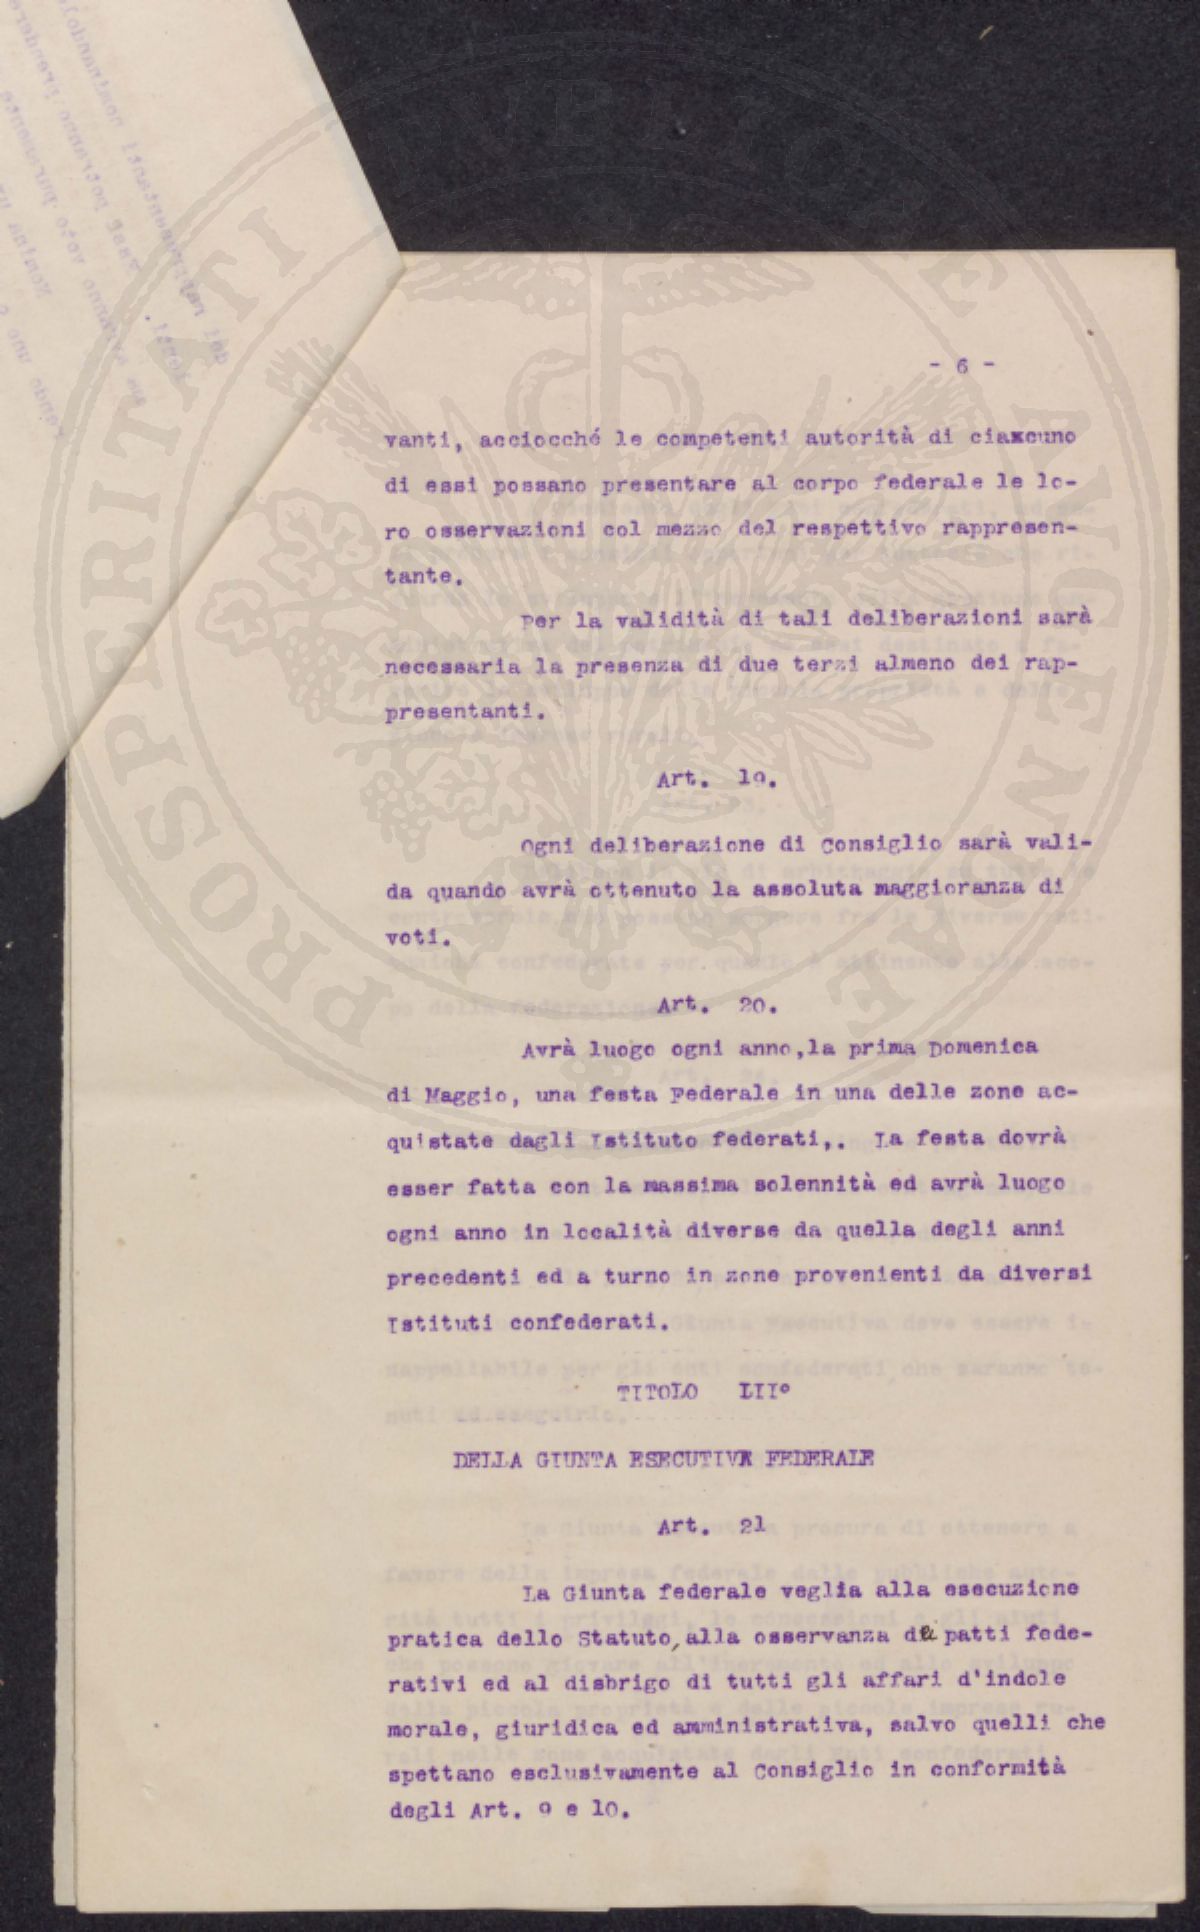 - 6 -
vanti, acciocché le competenti autorità di ciaxcuno
di essi possano presentare al corpo federale le lo-
ro osservazioni col mezzo del respettivo rappresen-
tante.
Per la validità di tali deliberazioni sarà
necessaria la presenza di due terzi almeno dei rap-
presentanti.
Art. 19.
Ogni deliberazione di Consiglio sarà vali-
da quando avrà ottenuto la assoluta maggioranza di
voti.
Art. 20.
Avrà luogo ogni anno,la prima Domenica
di Maggio, una festa Federale in una delle zone ac-
quistate dagli Istituto federati,. La festa dovrà
esser fatta con la massima solennità ed avrà luogo
ogni anno in località diverse da quella degli anni
precedenti ed a turno in zone provenienti da diversi
Istituti confederati.
TITOLO LII°
DELLA GIUNTA ESECUTIVA FEDERALE
Art. 21
La Giunta federale veglia alla esecuzione
pratica dello Statuto, alla osservanza dei patti fede-
rativi ed al disbrigo di tutti gli affari d'indole
morale, giuridica ed amministrativa, salvo quelli che
spettano esclusivamente al Consiglio in conformità
degli Art. 9 e 10.
PROSPERITATI PUBLICAE AUGENDAE